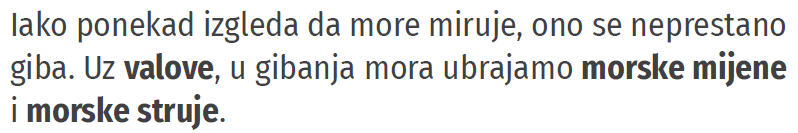 Iako ponekad izgleda da more miruje, ono se neprestano
giba. Uz valove, u gibanja mora ubrajamo morske mijene
i morske struje.